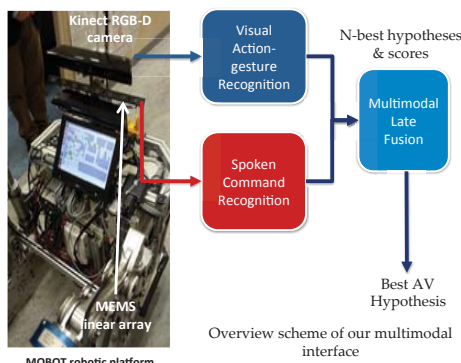 Kinect RGB-D
camera
MEMS
linear array
MOBOT robotic platform
Visual
Action-
gesture
Recognition
Spoken
Command
Recognition
N-best hypotheses
& scores
Multimodal
Late
Fusion
Best AV
Hypothesis
Overview scheme of our multimodal
interface